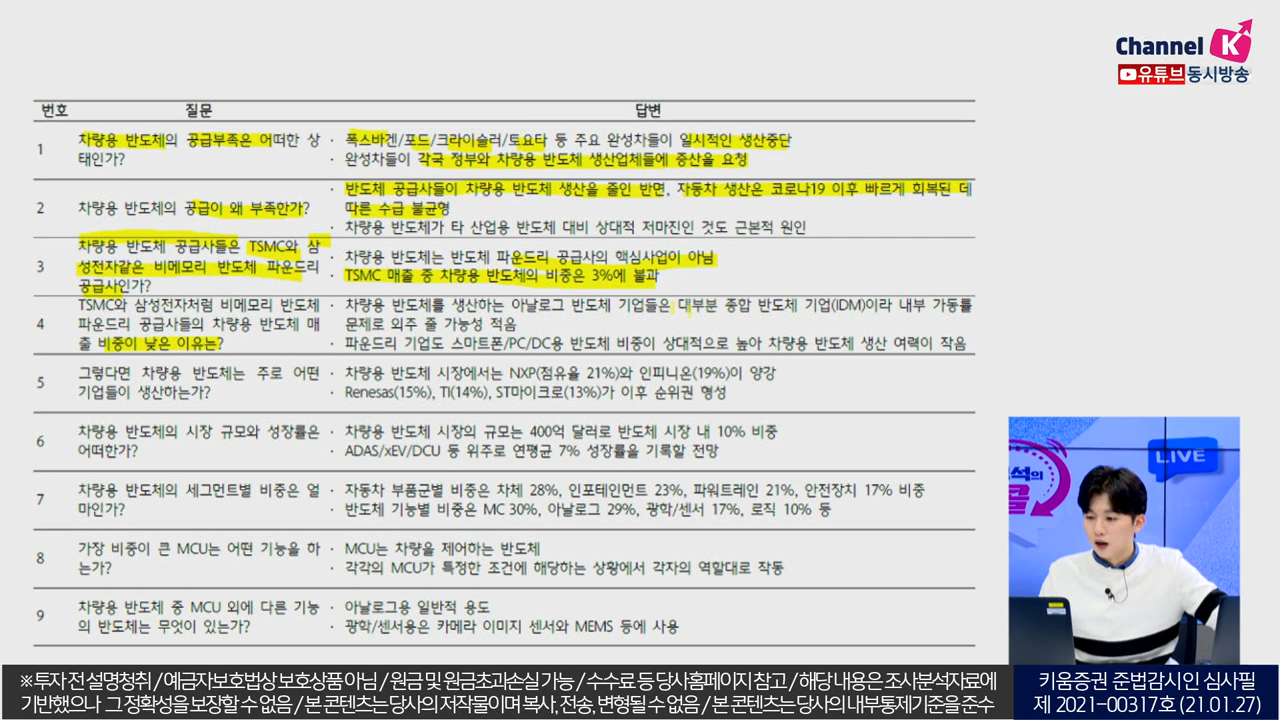 Channel K
유튜브 동시방송
번호 질문 답변
1 차량용 반도체의 공급부족은 어떠한 상태인가?
· 폭스바겐/포드/크라이슬러/토요타 등 주요 완성차들이 일시적인 생산중단
· 완성차들이 각국 정부와 차량용 반도체 생산업체들에 증산을 요청
2 차량용 반도체의 공급이 왜 부족한가?
· 반도체 공급사들이 차량용 반도체 생산을 줄인 반면, 자동차 생산은 코로나19 이후 빠르게 회복된 데
따른 수급 불균형
· 차량용 반도체가 타 산업용 반도체 대비 상대적 저마진인 것도 근본적 원인
3 차량용 반도체 공급사들은 TSMC와 삼
성전자같은 비메모리 반도체 파운드리
공급사인가?
· 차량용 반도체는 반도체 파운드리 공급사의 핵심사업이 아님
· TSMC 매출 중 차량용 반도체의 비중은 3%에 불과
4 TSMC와 삼성전자처럼 비메모리 반도체
파운드리 공급사들의 차량용 반도체 매
출 비중이 낮은 이유는?
· 차량용 반도체를 생산하는 아날로그 반도체 기업들은 대부분 종합 반도체 기업(IDM)이라 내부 가동률
문제로 외주 줄 가능성 적음
· 파운드리 기업도 스마트폰/PC/DC용 반도체 비중이 상대적으로 높아 차량용 반도체 생산 여력이 작음
5 그렇다면 차량용 반도체는 주로 어떤
기업들이 생산하는가?
· 차량용 반도체 시장에서는 NXP(점유율 21%)와 인피니온(19%)이 양강
· Renesas(15%), TI(14%), ST마이크로(13%)가 이후 순위권 형성
6 차량용 반도체의 시장 규모와 성장률은
어떠한가?
· 차량용 반도체 시장의 규모는 400억 달러로 반도체 시장 내 10% 비중
· ADAS/xEV/DCU 등 위주로 연평균 7% 성장률을 기록할 전망
7 차량용 반도체의 세그먼트별 비중은 얼
마인가?
· 자동차 부품군별 비중은 차체 28%, 인포테인먼트 23%, 파워트레인 21%, 안전장치 17% 비중
· 반도체 기능별 비중은 MC 30%, 아날로그 29%, 광학/센서 17%, 로직 10% 등
8 가장 비중이 큰 MCU는 어떤 기능을 하
는가?
· MCU는 차량을 제어하는 반도체
· 각각의 MCU가 특정한 조건에 해당하는 상황에서 각자의 역할대로 작동
9 차량용 반도체 중 MCU 외에 다른 기능
의 반도체는 무엇이 있는가?
· 아날로그용 일반적 용도
· 광학/센서용은 카메라 이미지 센서와 MEMS 등에 사용
LIVE
석의
콜
※ 투자 전 설명청취 / 예금자보호법상 보호상품 아님 / 원금 및 원금초과손실 가능 / 수수료 등 당사홈페이지 참고 / 해당 내용은 조사분석자료에
기반했으나 그 정확성을 보장할 수 없음 / 본 콘텐츠는 당사의 저작물이며 복사, 전송, 변형될 수 없음 / 본 콘텐츠는 당사의 내부통제기준을 준수
키움증권 준법감시인 심사필
제 2021-00317호 (21.01.27)